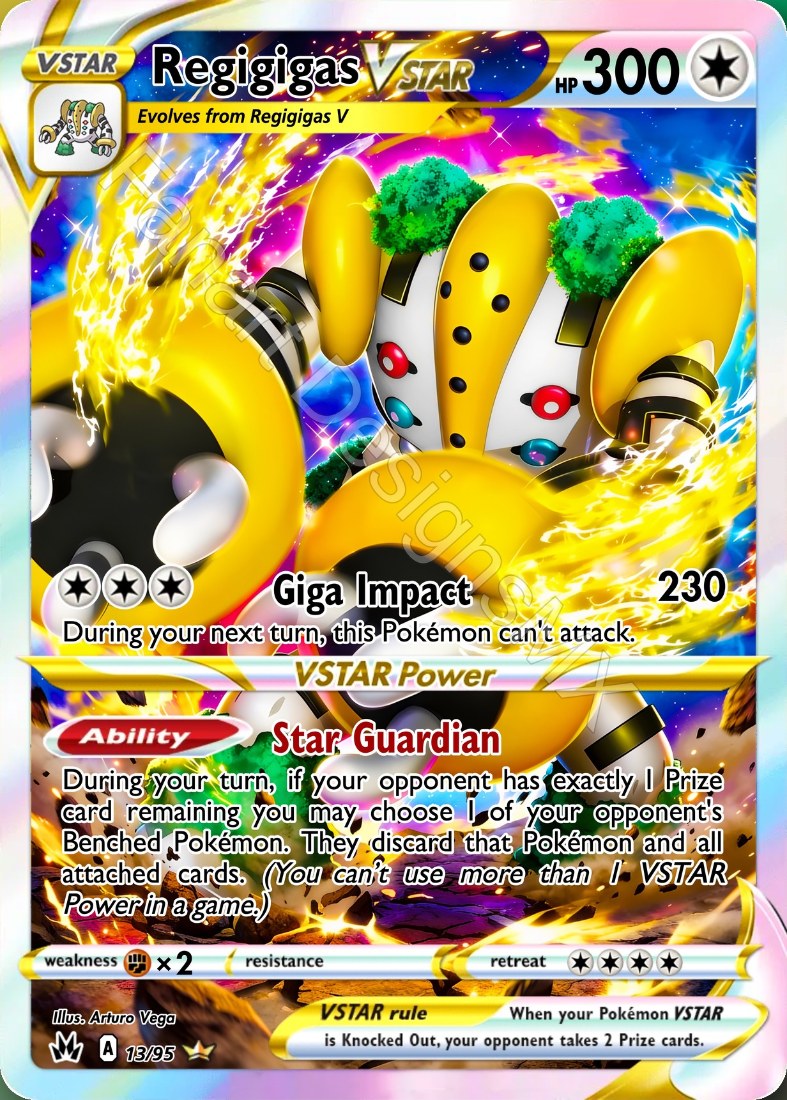 VSTAR
Regigigas VSTAR
HP 300
Evolves from Regigigas V
Fanart DesignsMX
Giga Impact 230
During your next turn, this Pokémon can't attack.
VSTAR Power
Ability Star Guardian
During your turn, if your opponent has exactly 1 Prize
card remaining you may choose 1 of your opponent's
Benched Pokémon. They discard that Pokémon and all
attached cards. (You can't use more than 1 VSTAR
Power in a game.)
weakness ×2 resistance retreat
Illus. Arturo Vega
A 13/95
VSTAR rule When your Pokémon VSTAR
is Knocked Out, your opponent takes 2 Prize cards.